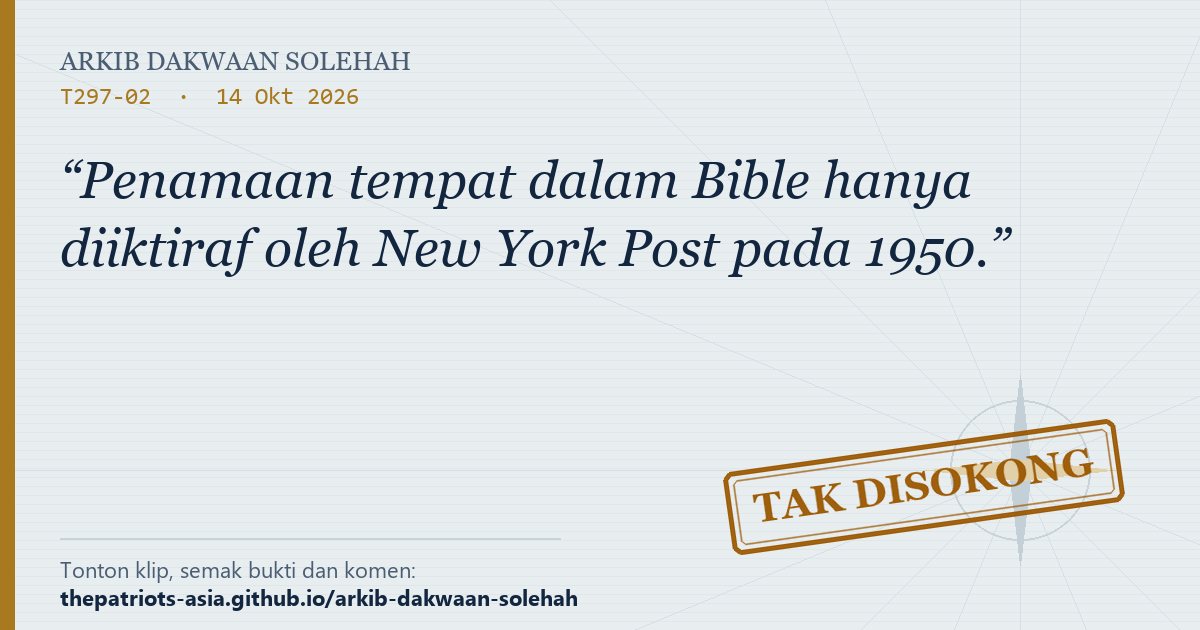 ARKIB DAKWAAN SOLEHAH
T297-02 · 14 Okt 2026
“Penamaan tempat dalam Bible hanya
diiktiraf oleh New York Post pada 1950.”
TAK DISOKONG
Tonton klip, semak bukti dan komen:
thepatriots-asia.github.io/arkib-dakwaan-solehah